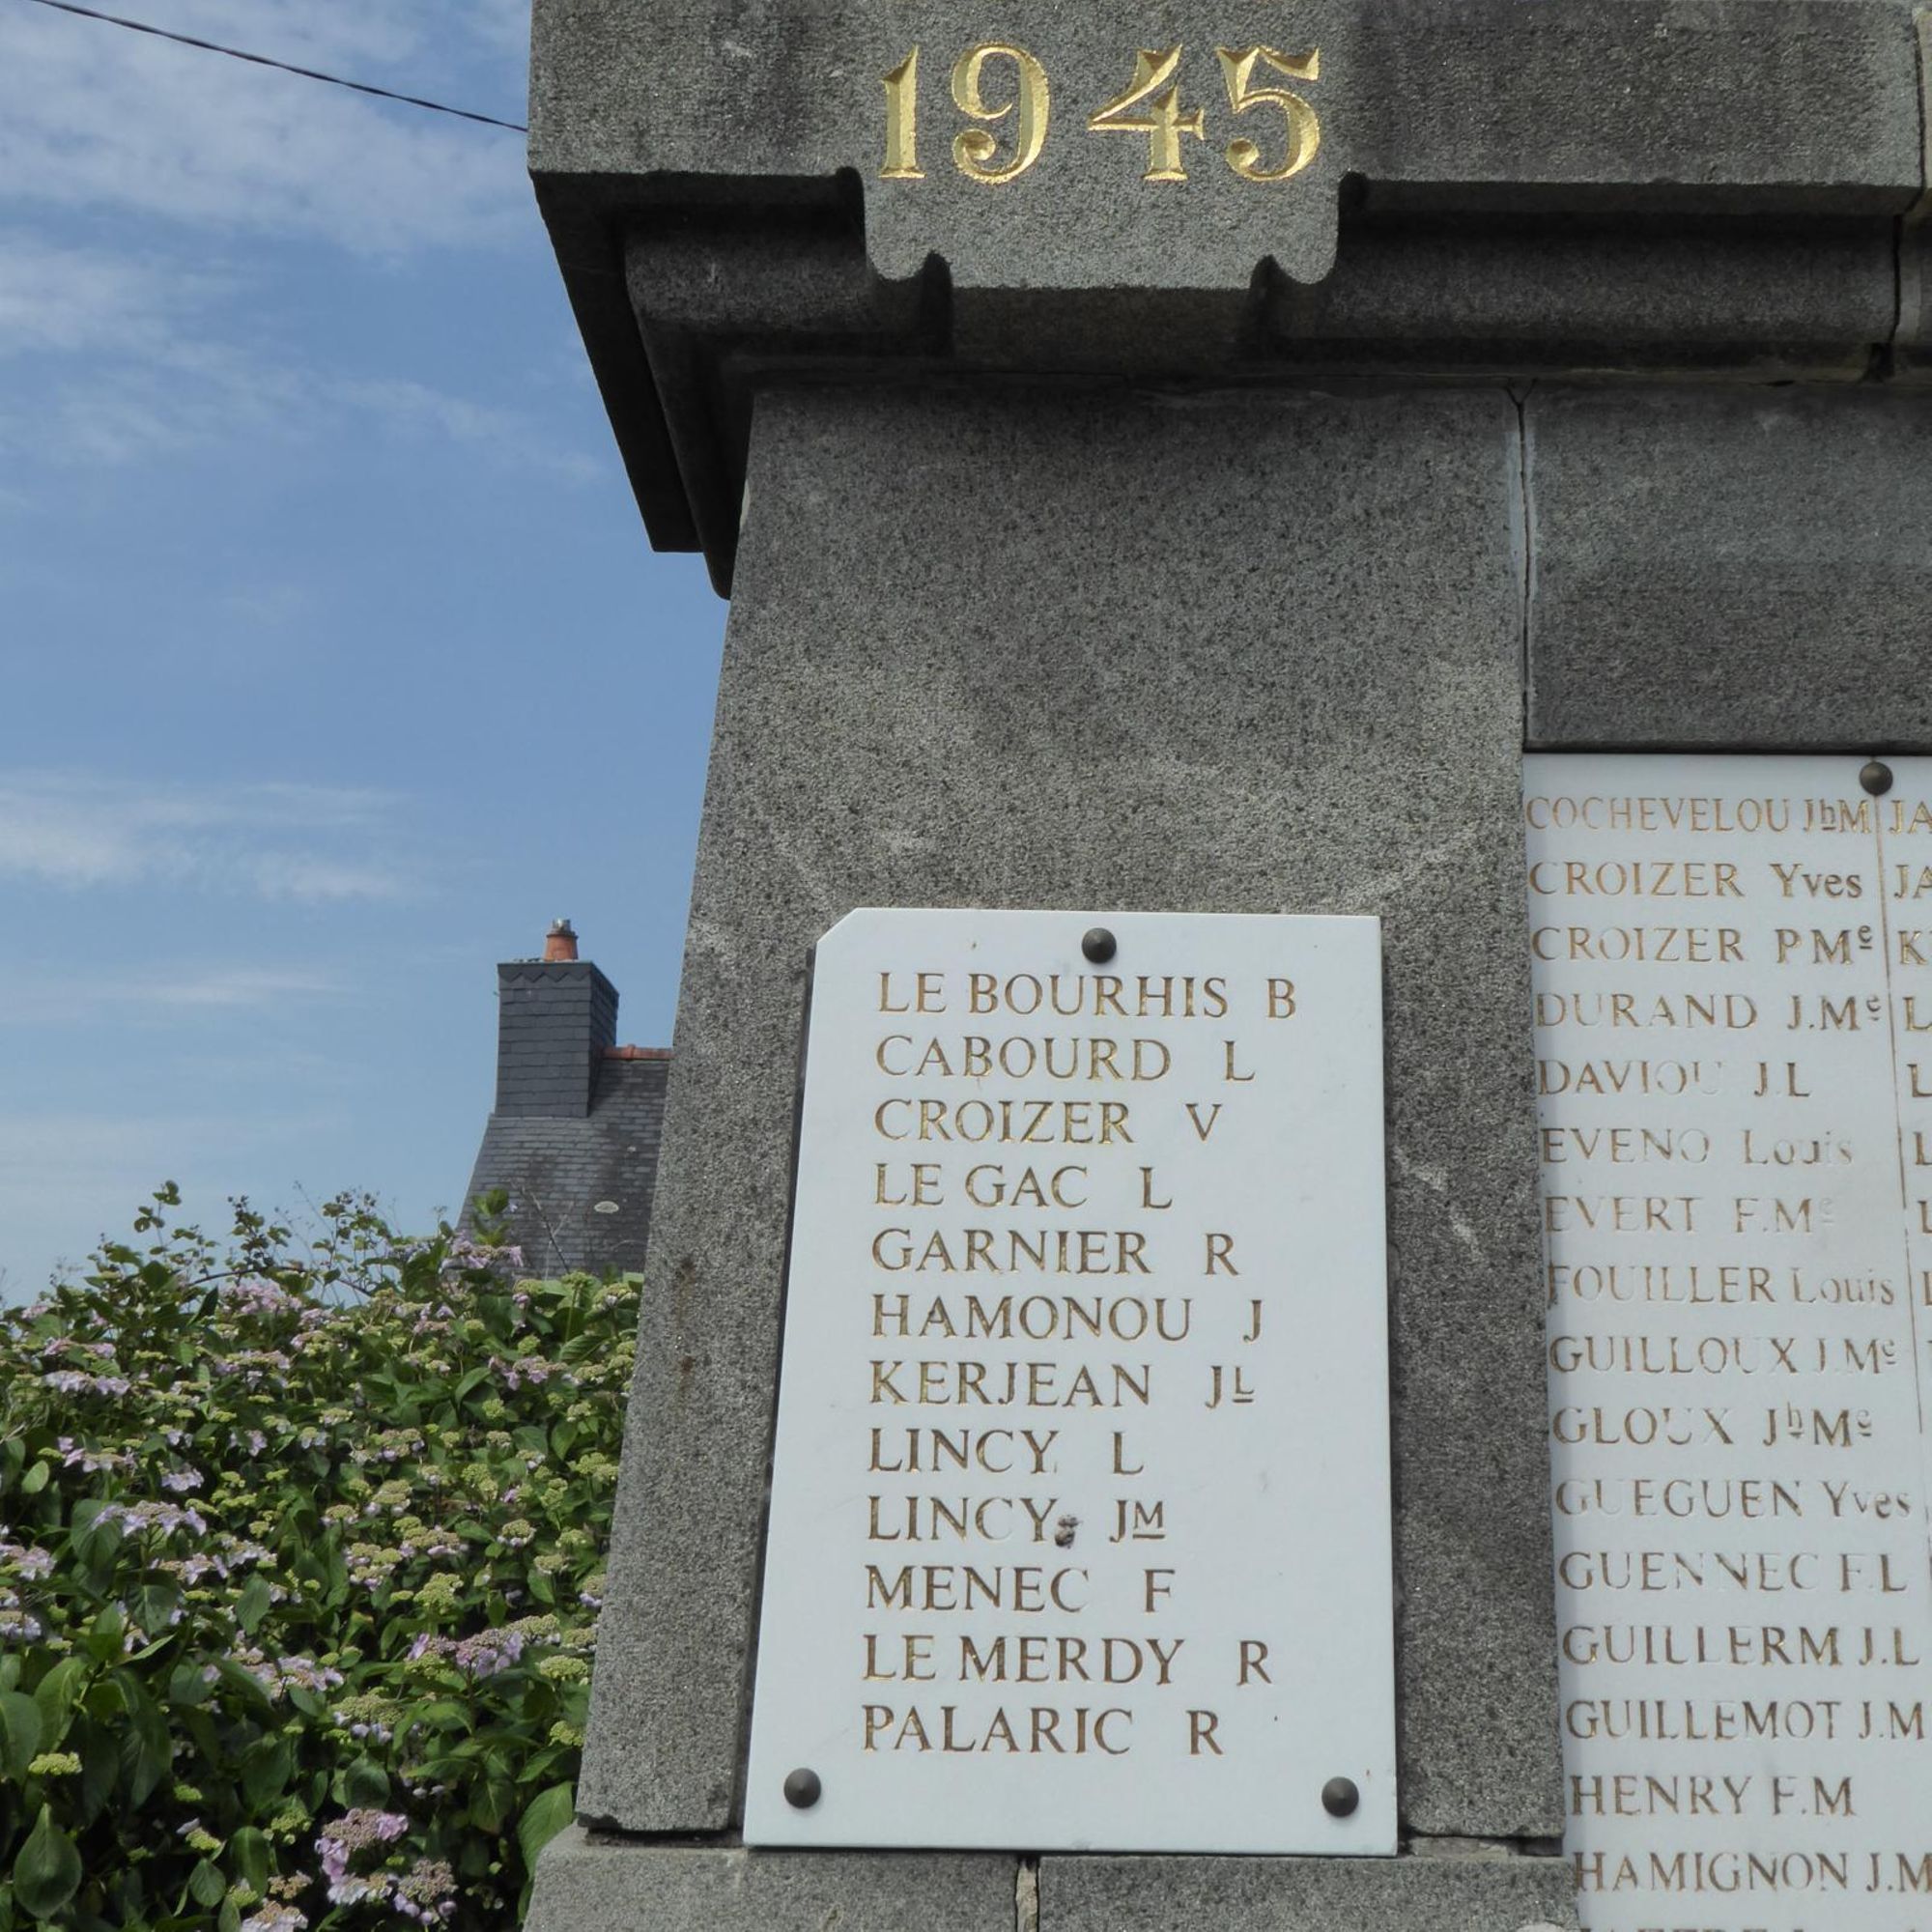 1945
LE BOURHIS B
CABOURD L
CROIZER V
LE GAC L
GARNIER R
HAMONOU J
KERJEAN JL
LINCY L
LINCY JM
MENEC F
LE MERDY R
PALARIC R
COCHEVELOU JhM
CROIZER Yves
CROIZER P Me
DURAND J.Me
DAVIOU J.L
EVENO Louis
EVERT F.Me
FOUILLER Louis
GUILLOUX J.Me
GLOUX JhMe
GUEGUEN Yves
GUENNEC F.L
GUILLERM J.L
GUILLEMOT J.M
HENRY F.M
HAMIGNON J.M